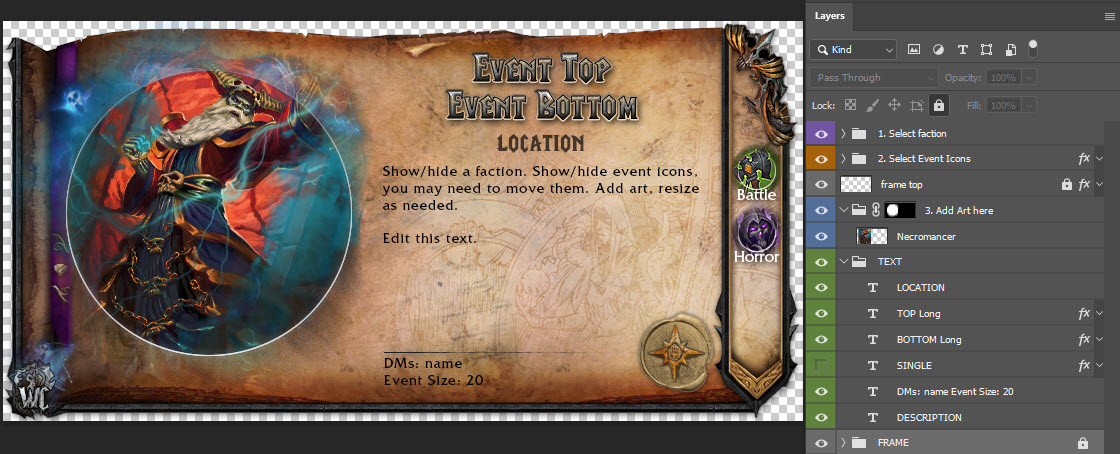 Event Top
Event Bottom
LOCATION
Show/hide a faction. Show/hide event icons,
you may need to move them. Add art, resize
as needed.
Edit this text.
DMs: name
Event Size: 20
Battle
Horror
WC
Layers
Kind
Pass Through
Opacity: 100%
Lock:
Fill: 100%
1. Select faction
2. Select Event Icons
fx
frame top
fx
3. Add Art here
Necromancer
TEXT
LOCATION
TOP Long
fx
BOTTOM Long
fx
SINGLE
fx
DMs: name Event Size: 20
DESCRIPTION
FRAME